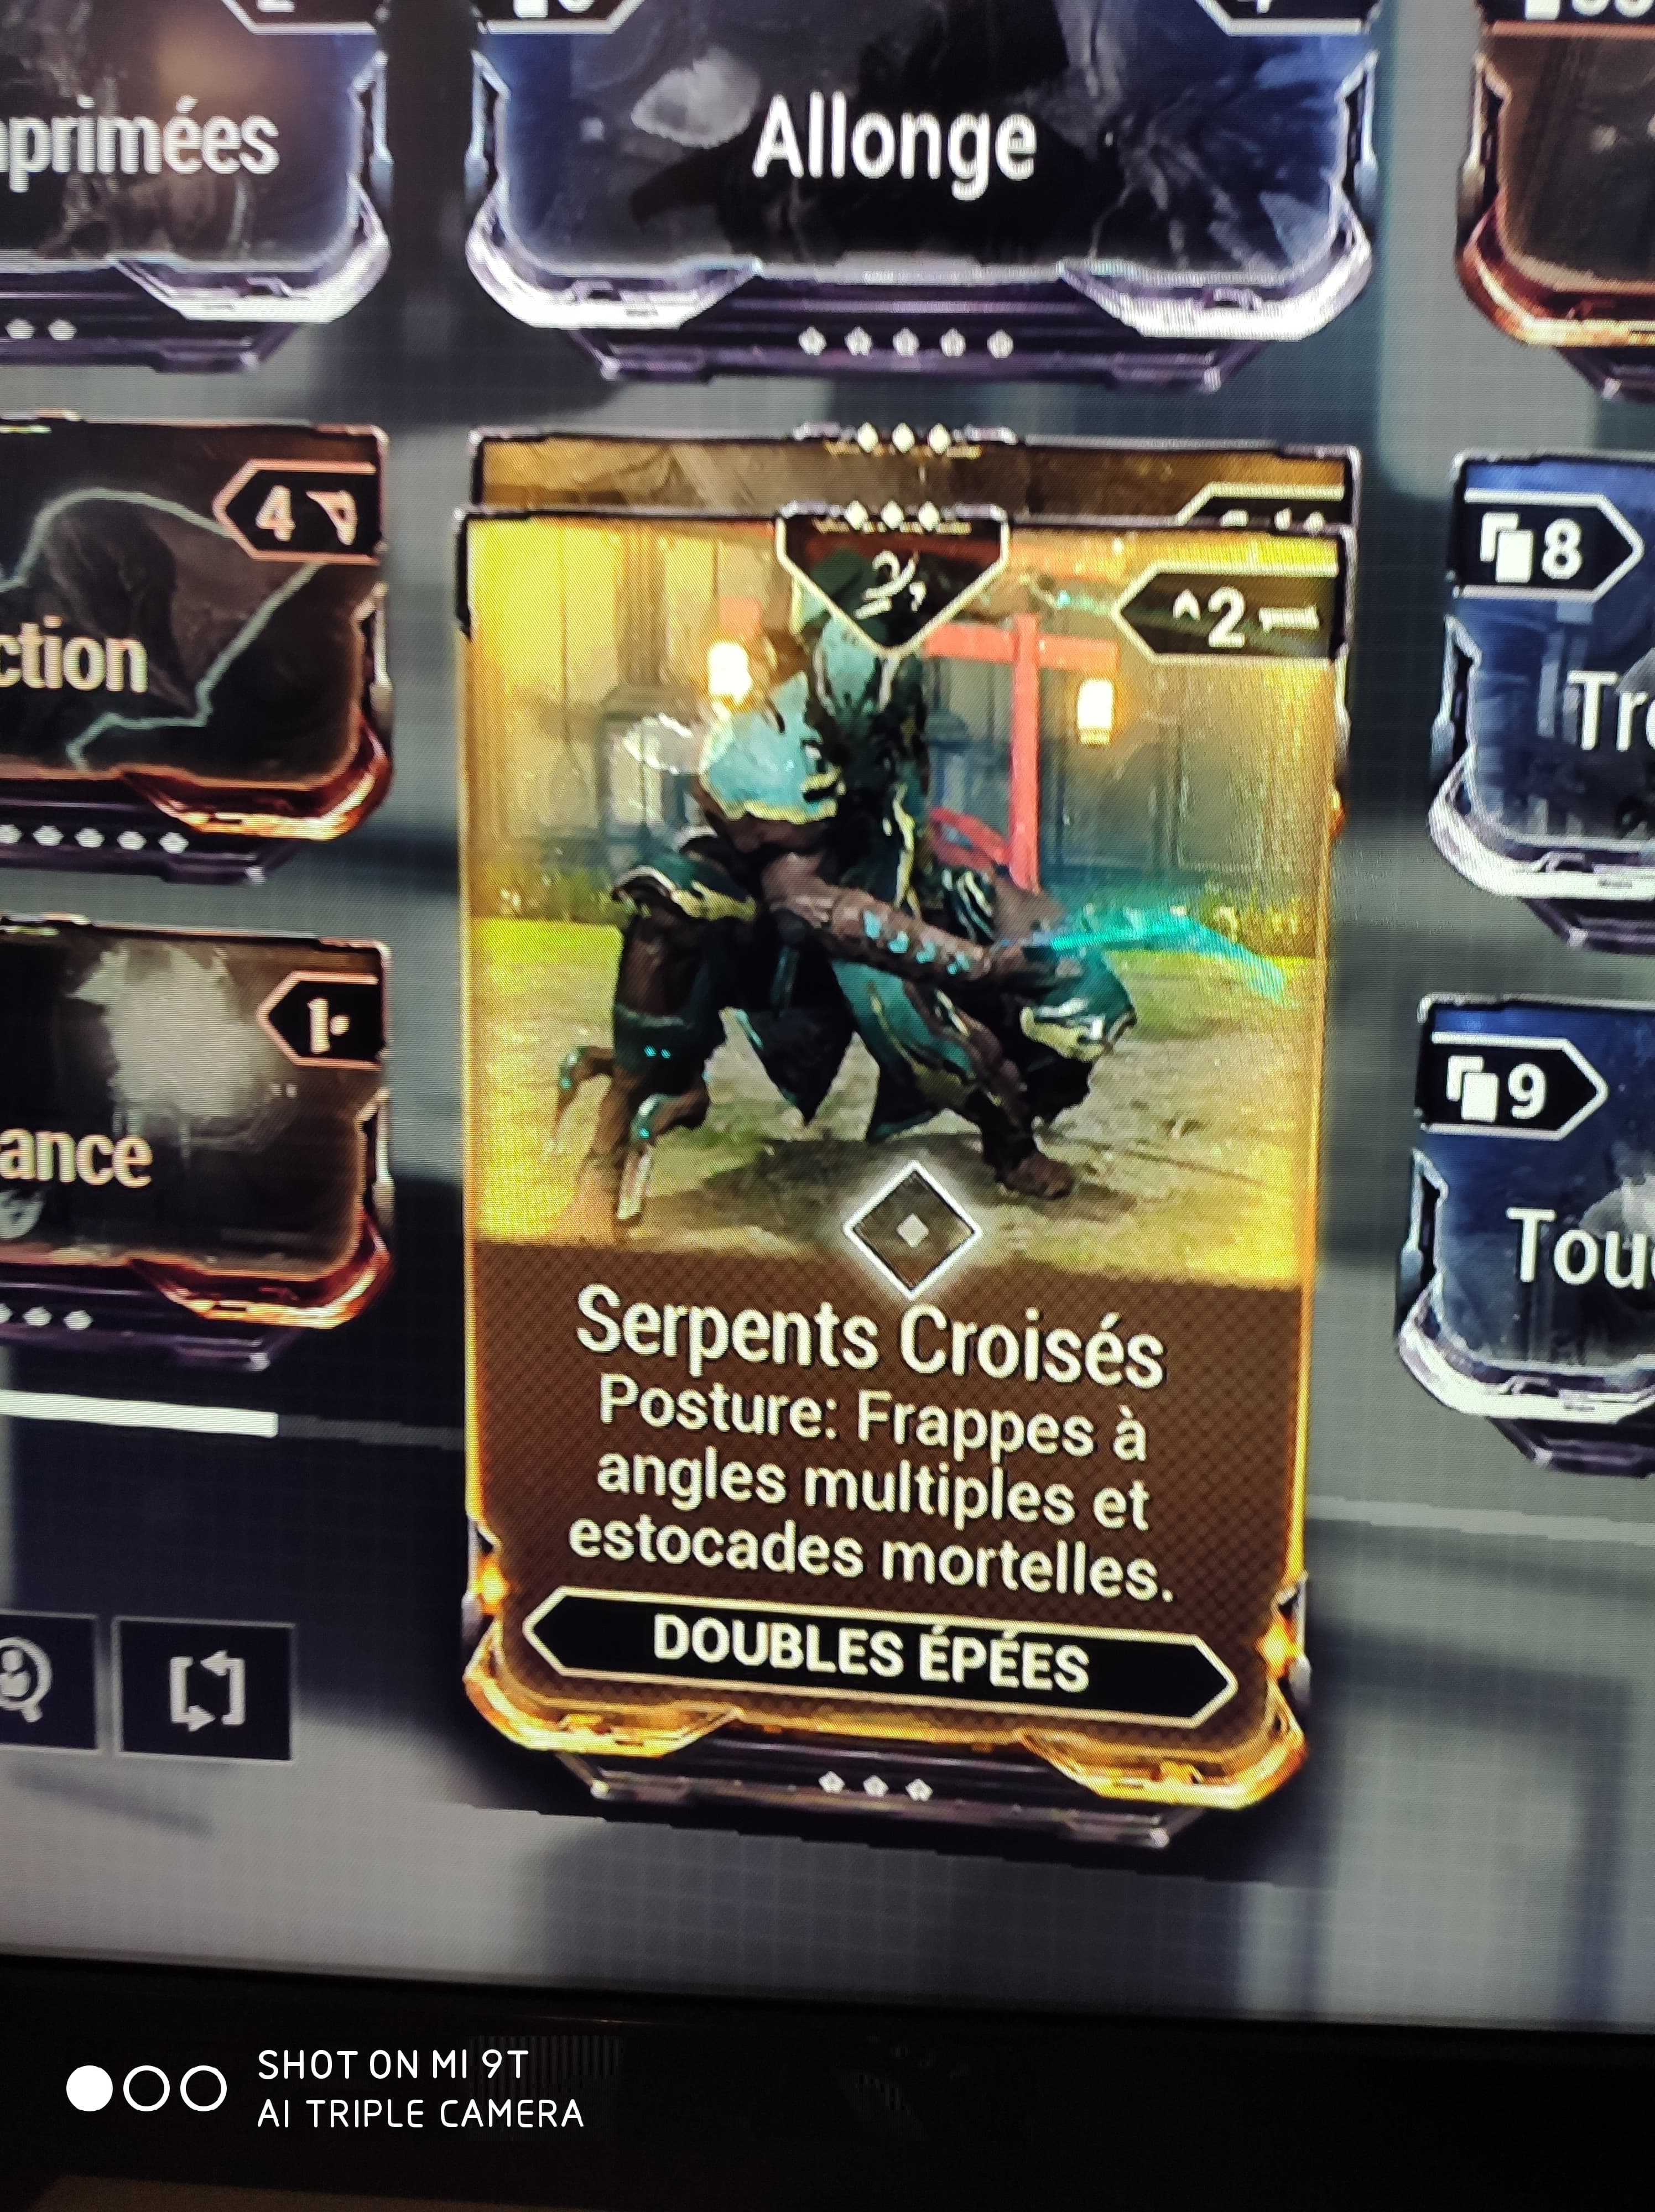 Allonge
4
8
2
9
1
Serpents Croisés
Posture: Frappes à
angles multiples et
estocades mortelles.
DOUBLES ÉPÉES
SHOT ON MI 9T
AI TRIPLE CAMERA